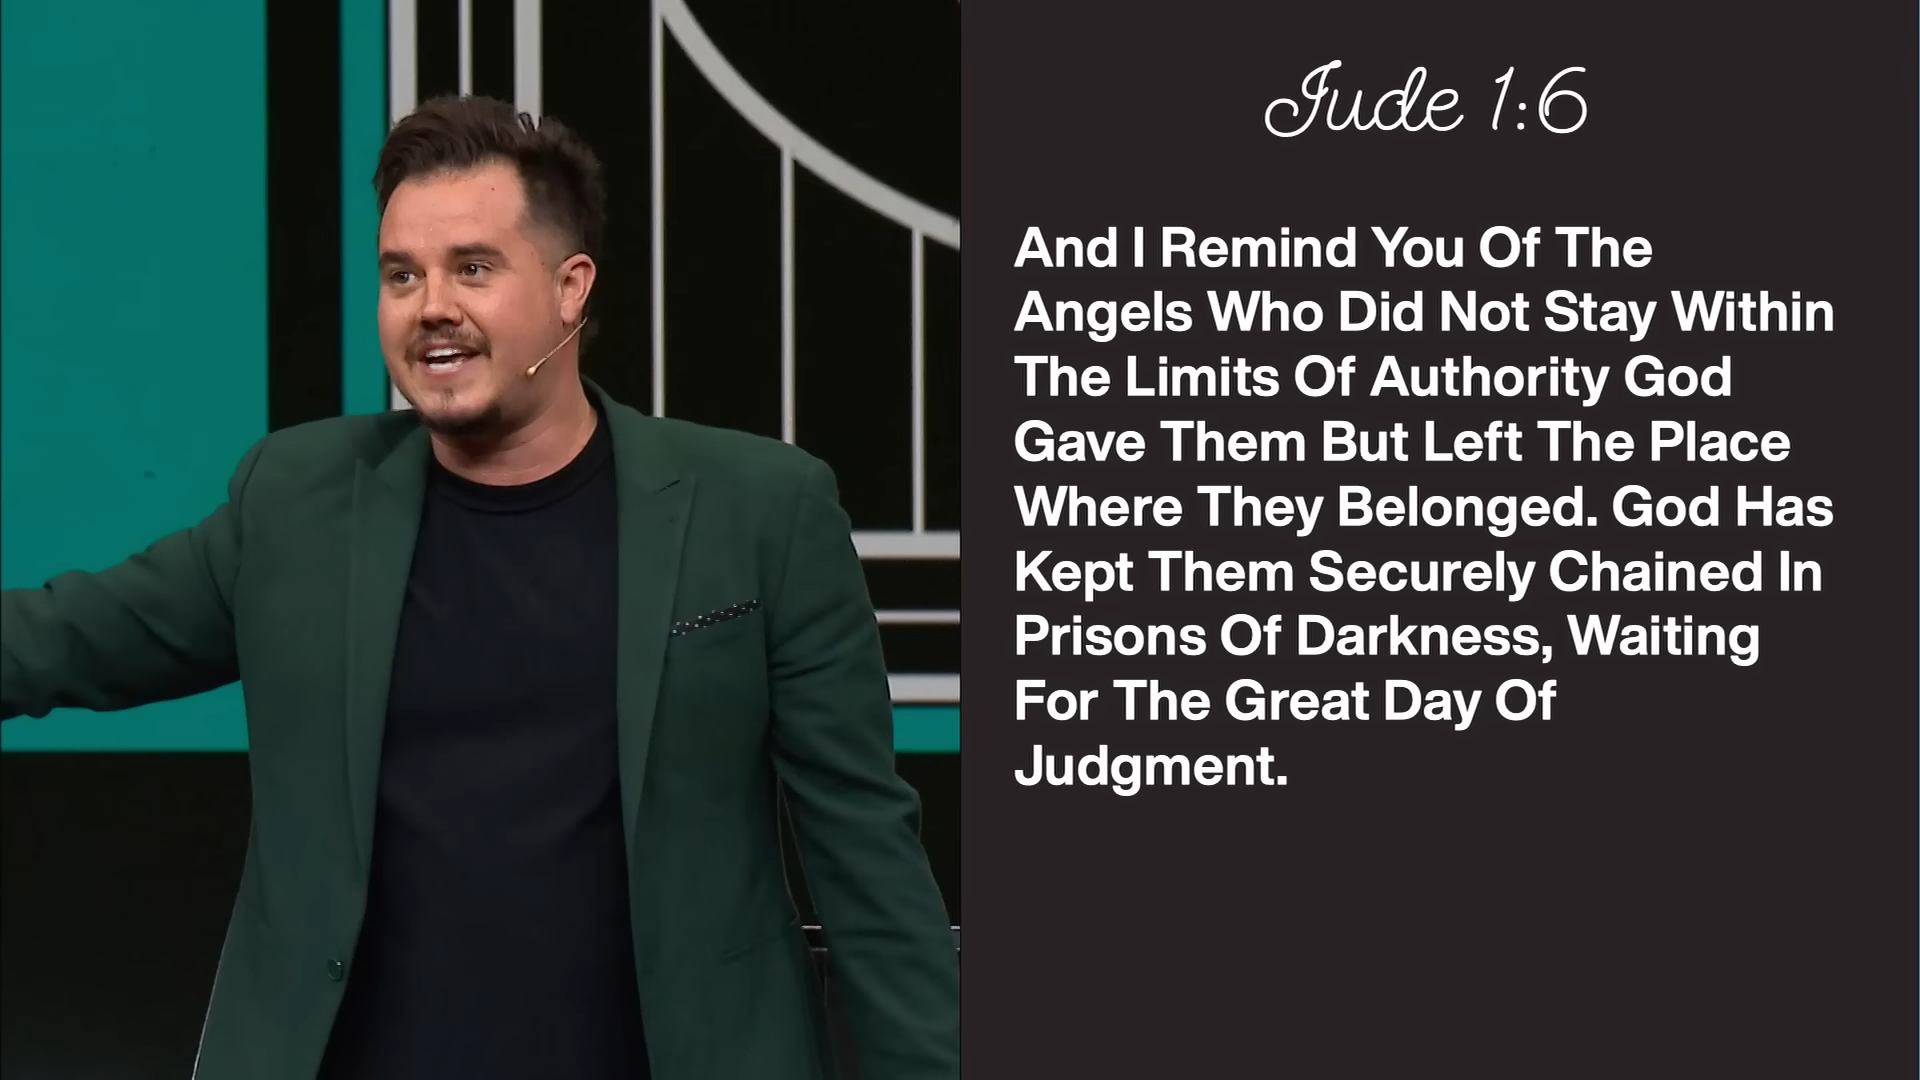 Jude 1:6
And I Remind You Of The
Angels Who Did Not Stay Within
The Limits Of Authority God
Gave Them But Left The Place
Where They Belonged. God Has
Kept Them Securely Chained In
Prisons Of Darkness, Waiting
For The Great Day Of
Judgment.